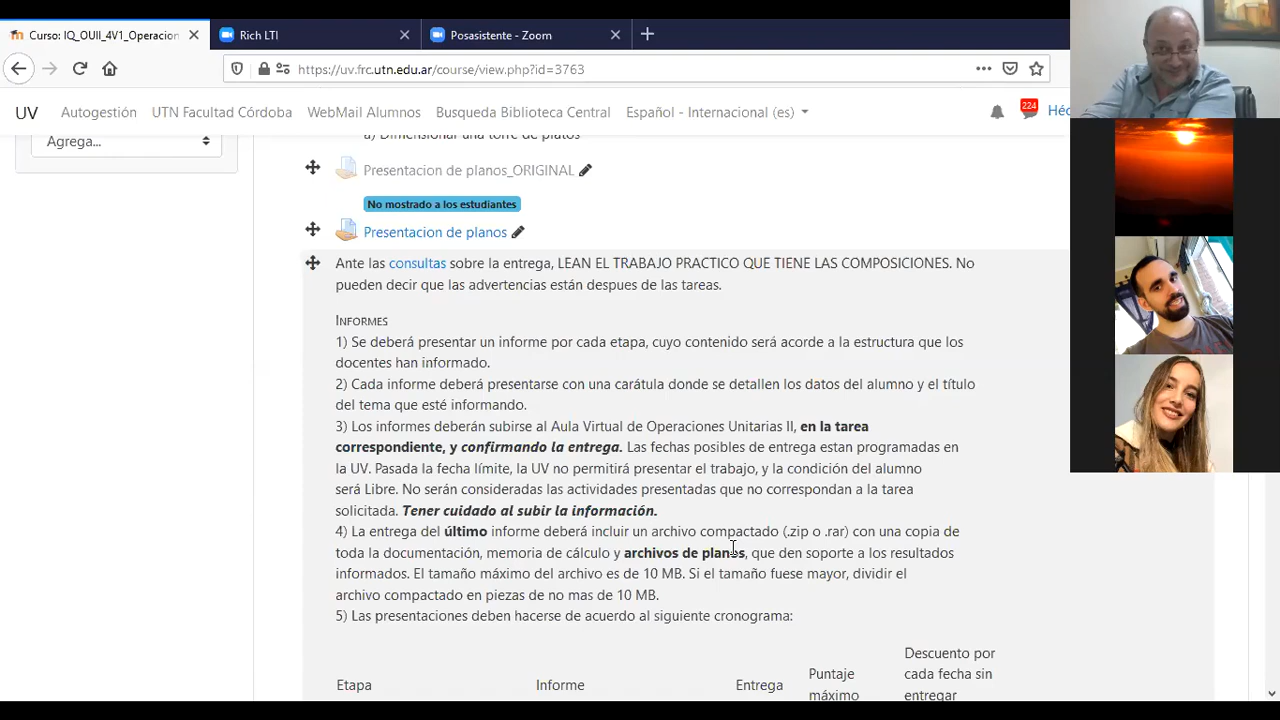 Curso: IQ_OUII_4V1_Operacion
Rich LTI
Posasistente - Zoom
https://uv.frc.utn.edu.ar/course/view.php?id=3763
UV
Autogestión
UTN Facultad Córdoba
WebMail Alumnos
Busqueda Biblioteca Central
Español - Internacional (es)
224
Héc
Agrega...
a) Dimensionar una torre de platos
Presentacion de planos_ORIGINAL
No mostrado a los estudiantes
Presentacion de planos
Ante las consultas sobre la entrega, LEAN EL TRABAJO PRACTICO QUE TIENE LAS COMPOSICIONES. No
pueden decir que las advertencias están despues de las tareas.
INFORMES
1) Se deberá presentar un informe por cada etapa, cuyo contenido será acorde a la estructura que los
docentes han informado.
2) Cada informe deberá presentarse con una carátula donde se detallen los datos del alumno y el título
del tema que esté informando.
3) Los informes deberán subirse al Aula Virtual de Operaciones Unitarias II, en la tarea
correspondiente, y confirmando la entrega. Las fechas posibles de entrega estan programadas en
la UV. Pasada la fecha límite, la UV no permitirá presentar el trabajo, y la condición del alumno
será Libre. No serán consideradas las actividades presentadas que no correspondan a la tarea
solicitada. Tener cuidado al subir la información.
4) La entrega del último informe deberá incluir un archivo compactado (.zip o .rar) con una copia de
toda la documentación, memoria de cálculo y archivos de planos, que den soporte a los resultados
informados. El tamaño máximo del archivo es de 10 MB. Si el tamaño fuese mayor, dividir el
archivo compactado en piezas de no mas de 10 MB.
5) Las presentaciones deben hacerse de acuerdo al siguiente cronograma:
Etapa
Informe
Entrega
Puntaje
máximo
Descuento por
cada fecha sin
entregar